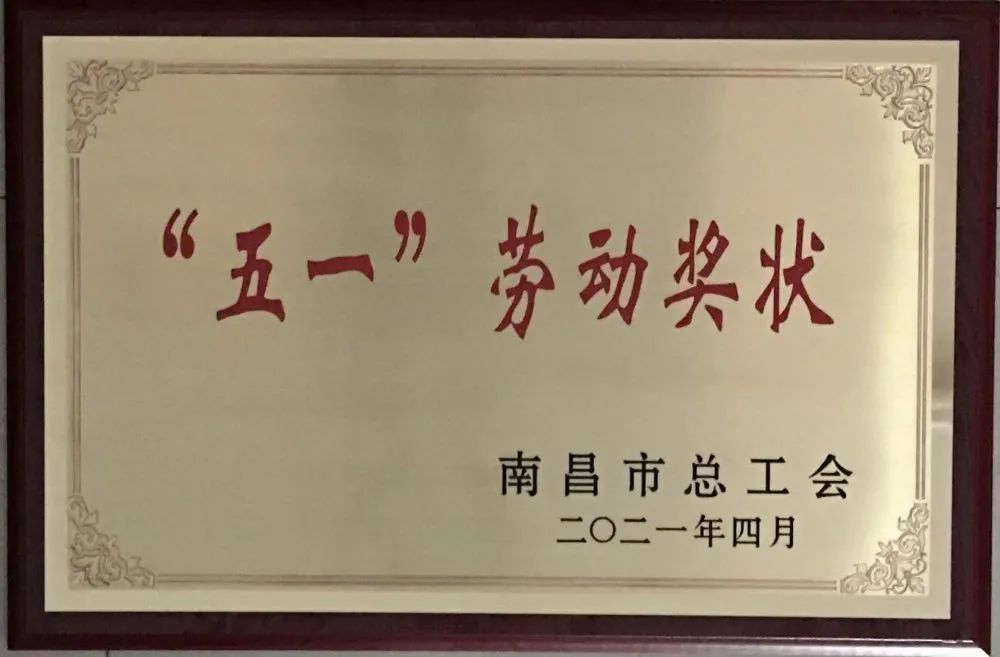 “五一”劳动奖状
南昌市总工会
二〇二一年四月